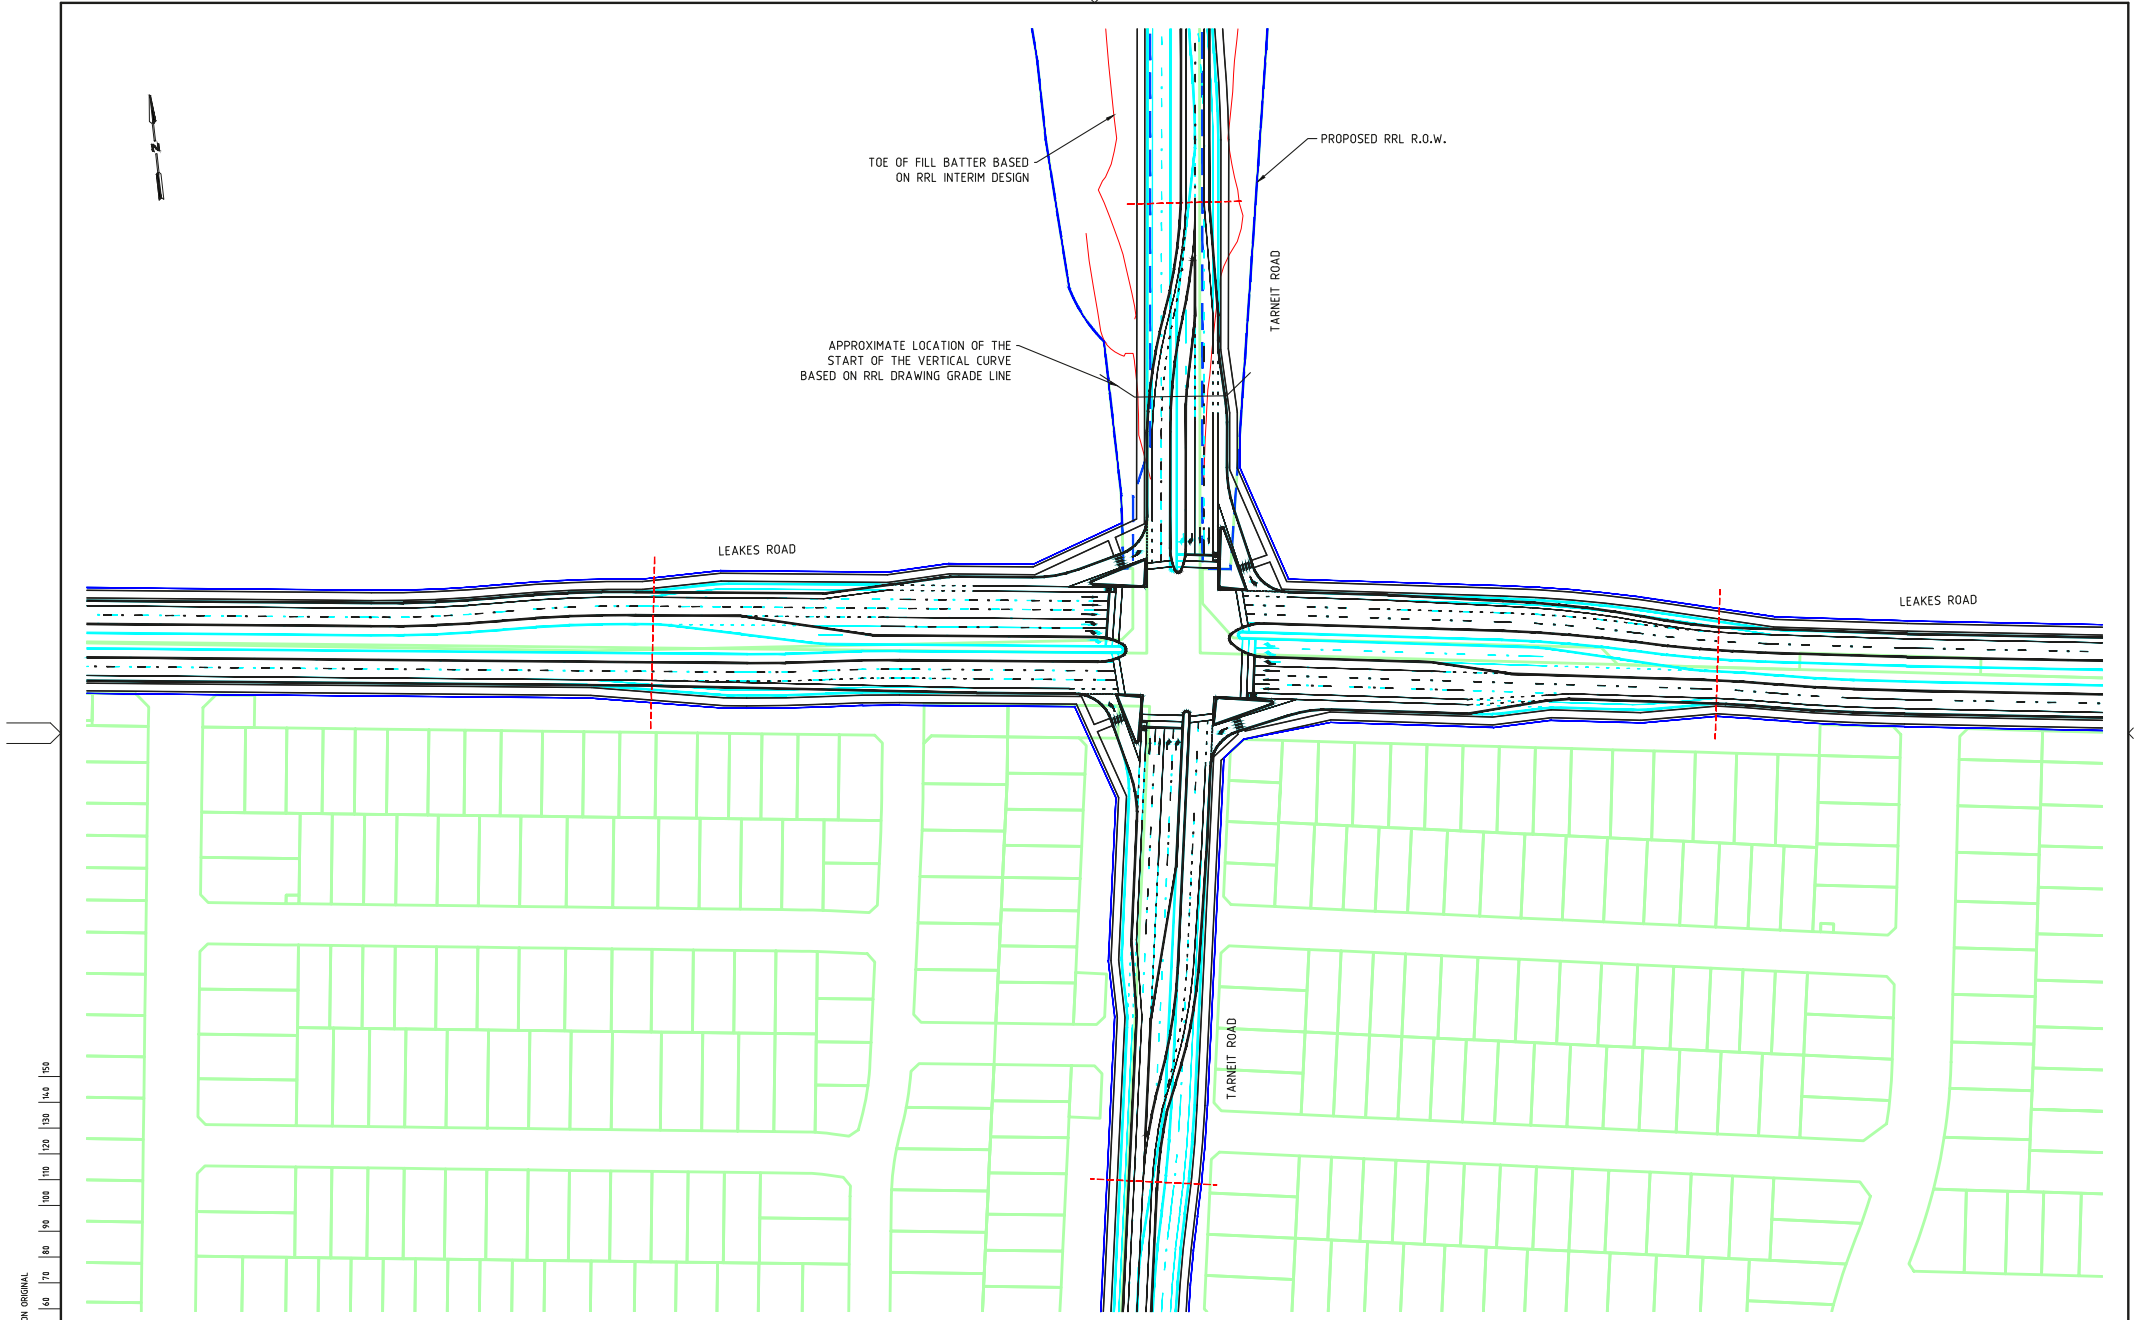 N
TOE OF FILL BATTER BASED
ON RRL INTERIM DESIGN
PROPOSED RRL R.O.W.
TARNEIT ROAD
APPROXIMATE LOCATION OF THE
START OF THE VERTICAL CURVE
BASED ON RRL DRAWING GRADE LINE
LEAKES ROAD
LEAKES ROAD
TARNEIT ROAD
150
140
130
120
110
100
90
80
70
60
ON ORIGINAL